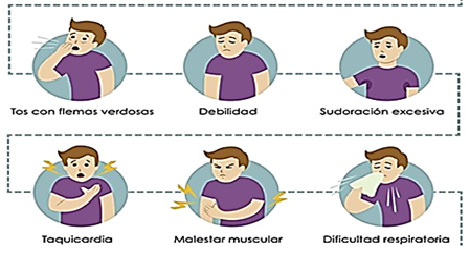 Tos con flemas verdosas
Debilidad
Sudoración excesiva
Taquicardia
Malestar muscular
Dificultad respiratoria